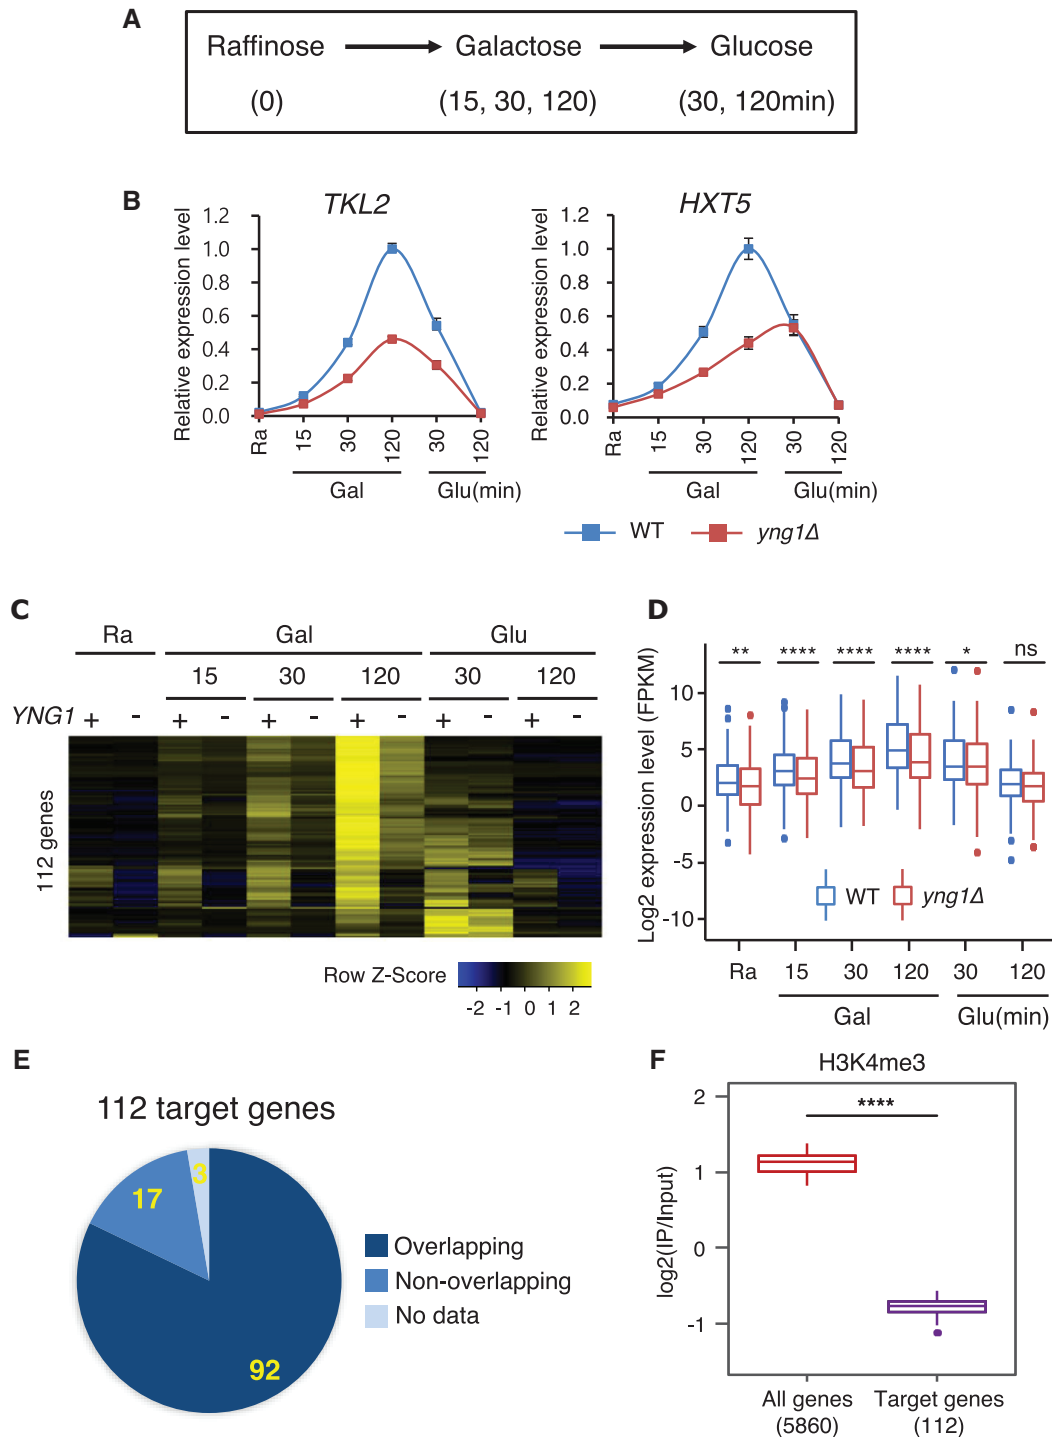 A
Raffinose Galactose Glucose
(0) (15, 30, 120) (30, 120min)
B
TKL2
Relative expression level
1.2
1.0
0.8
0.6
0.4
0.2
0.0
Ra 15 30 120 30 120
Gal Glu(min)
HXT5
Relative expression level
1.2
1.0
0.8
0.6
0.4
0.2
0.0
Ra 15 30 120 30 120
Gal Glu(min)
WT yng1Δ
C
Ra Gal Glu
15 30 120 30 120
YNG1 + - + - + - + - + - + -
112 genes
Row Z-Score
-2 -1 0 1 2
D
Log2 expression level (FPKM)
** **** **** **** * ns
10
5
0
-5
-10
WT yng1Δ
Ra 15 30 120 30 120
Gal Glu(min)
E
112 target genes
3
17
92
Overlapping
Non-overlapping
No data
F
H3K4me3
log2(IP/Input)
****
2
1
0
-1
All genes Target genes
(5860) (112)